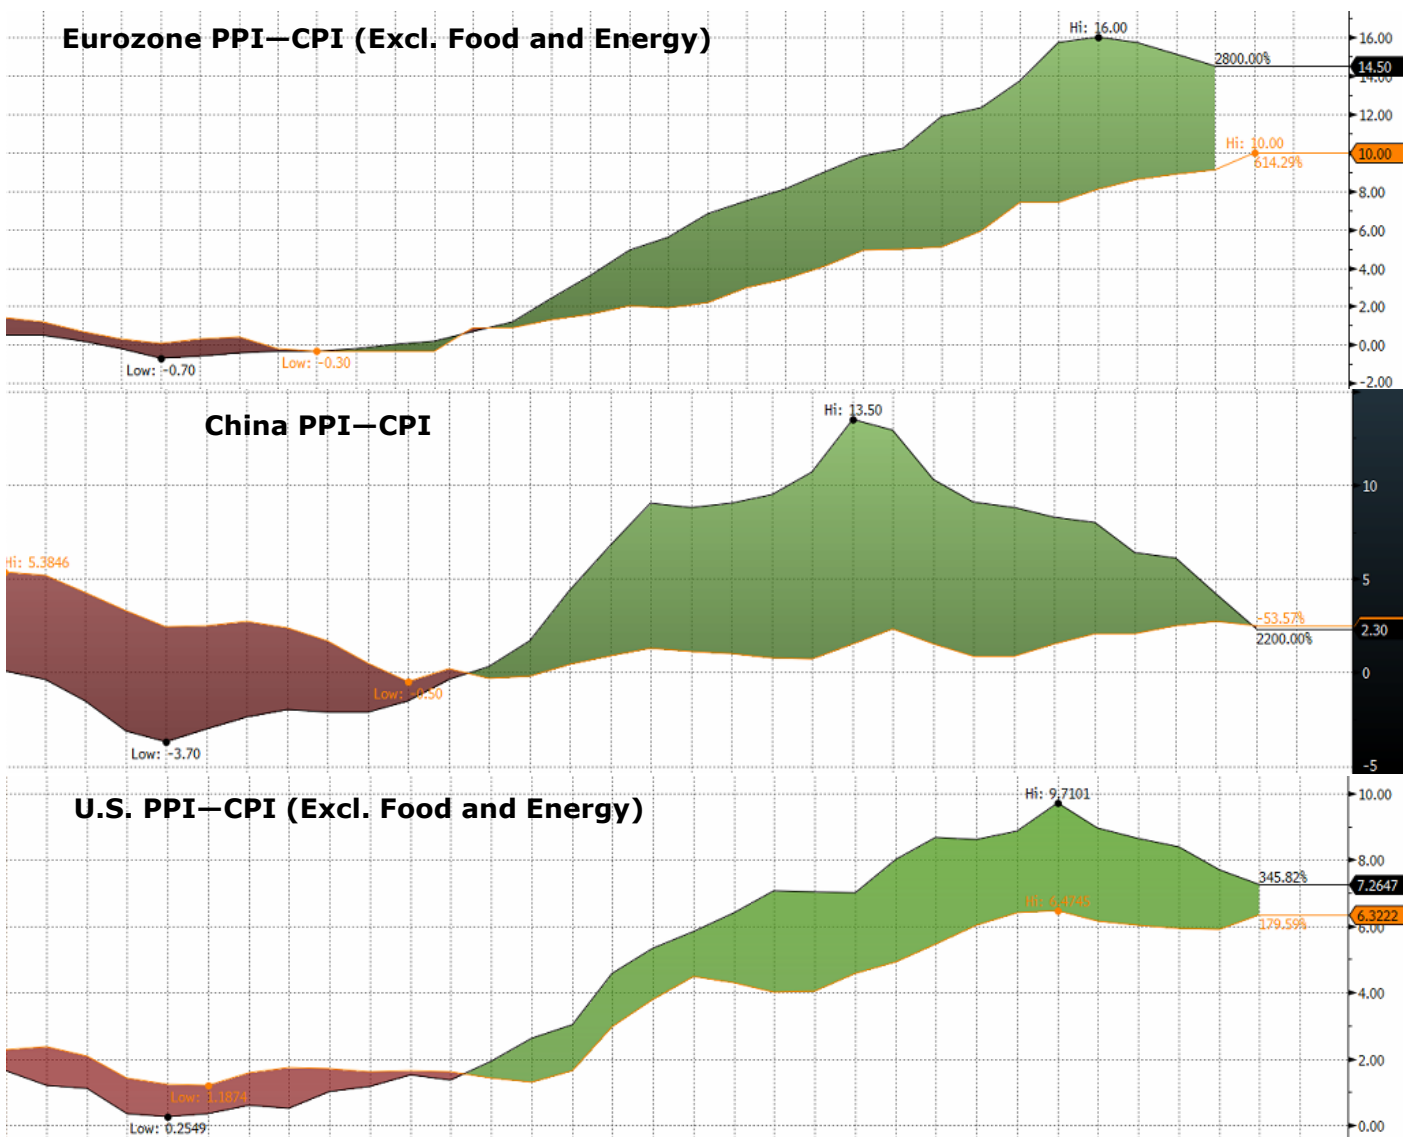 Eurozone PPI—CPI (Excl. Food and Energy)
Hi: 16.00
16.00
2800.00%
14.50
14.00
12.00
Hi: 10.00
10.00
614.29%
8.00
6.00
4.00
2.00
0.00
Low: -0.30
Low: -0.70
-2.00
China PPI—CPI
Hi: 13.50
10
Hi: 5.3846
5
-53.57%
2.30
2200.00%
0
Low: -0.50
Low: -3.70
-5
U.S. PPI—CPI (Excl. Food and Energy)
Hi: 9.7101
10.00
8.00
345.82%
7.2647
Hi: 6.4745
6.3222
179.59%
6.00
4.00
2.00
Low: 1.1874
Low: 0.2549
0.00